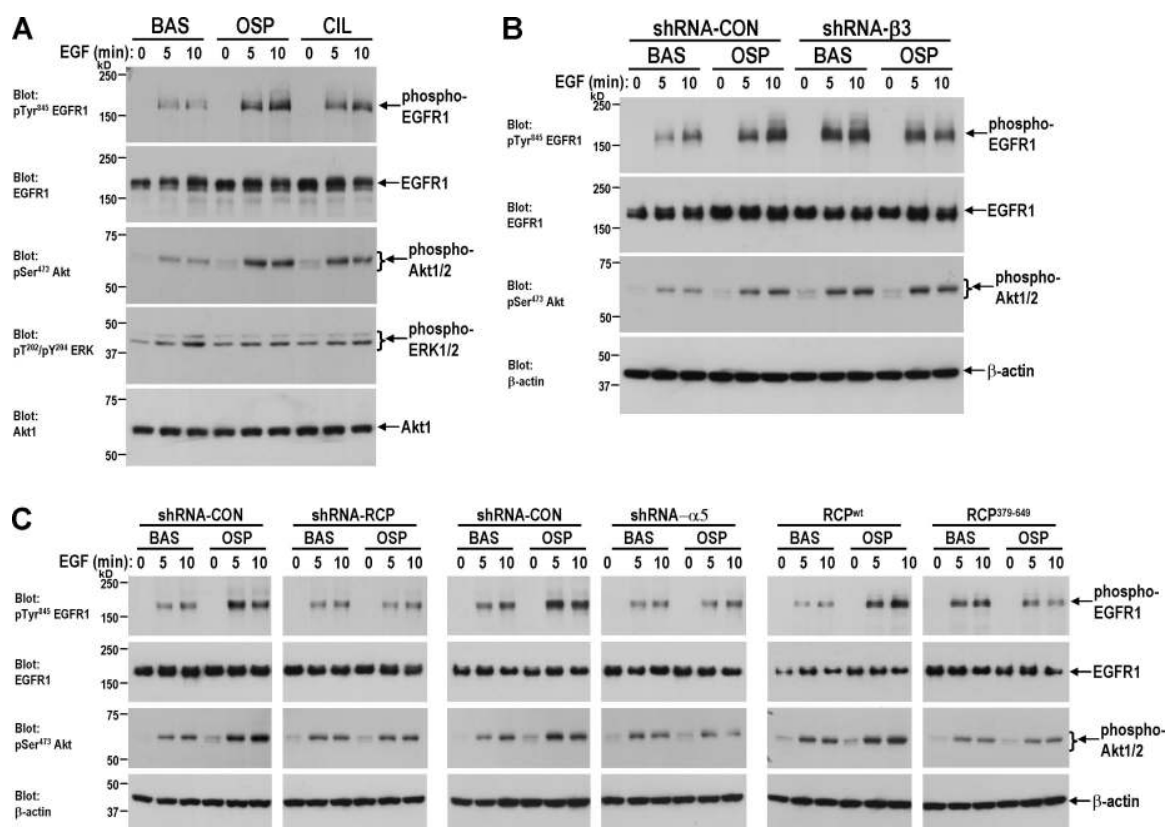 A
BAS OSP CIL
EGF (min): 0 5 10 0 5 10 0 5 10
kD
250
Blot:
pTyr⁸⁴⁵ EGFR1
phospho-
EGFR1
150
250
Blot:
EGFR1
EGFR1
150
75
Blot:
pSer⁴⁷³ Akt
phospho-
Akt1/2
50
50
Blot:
pT²⁰²/pY²⁰⁴ ERK
phospho-
ERK1/2
37
75
Blot:
Akt1
Akt1
50
B
shRNA-CON shRNA-β3
BAS OSP BAS OSP
EGF (min): 0 5 10 0 5 10 0 5 10 0 5 10
kD
250
Blot:
pTyr⁸⁴⁵ EGFR1
phospho-
EGFR1
150
250
Blot:
EGFR1
EGFR1
150
75
Blot:
pSer⁴⁷³ Akt
phospho-
Akt1/2
50
50
Blot:
β-actin
β-actin
37
C
shRNA-CON shRNA-RCP shRNA-CON shRNA–α5 RCPʷᵗ RCP³⁷⁹⁻⁶⁴⁹
BAS OSP BAS OSP BAS OSP BAS OSP BAS OSP BAS OSP
EGF (min): 0 5 10 0 5 10 0 5 10 0 5 10 0 5 10 0 5 10 0 5 10 0 5 10 0 5 10 0 5 10 0 5 10 0 5 10
kD
250
Blot:
pTyr⁸⁴⁵ EGFR1
phospho-
EGFR1
150
250
Blot:
EGFR1
EGFR1
150
75
Blot:
pSer⁴⁷³ Akt
phospho-
Akt1/2
50
50
Blot:
β-actin
β-actin
37